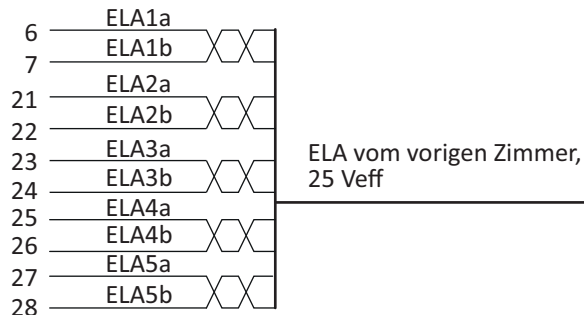 6 ELA1a
7 ELA1b
21 ELA2a
22 ELA2b
23 ELA3a
24 ELA3b
25 ELA4a
26 ELA4b
27 ELA5a
28 ELA5b
ELA vom vorigen Zimmer,
25 Veff